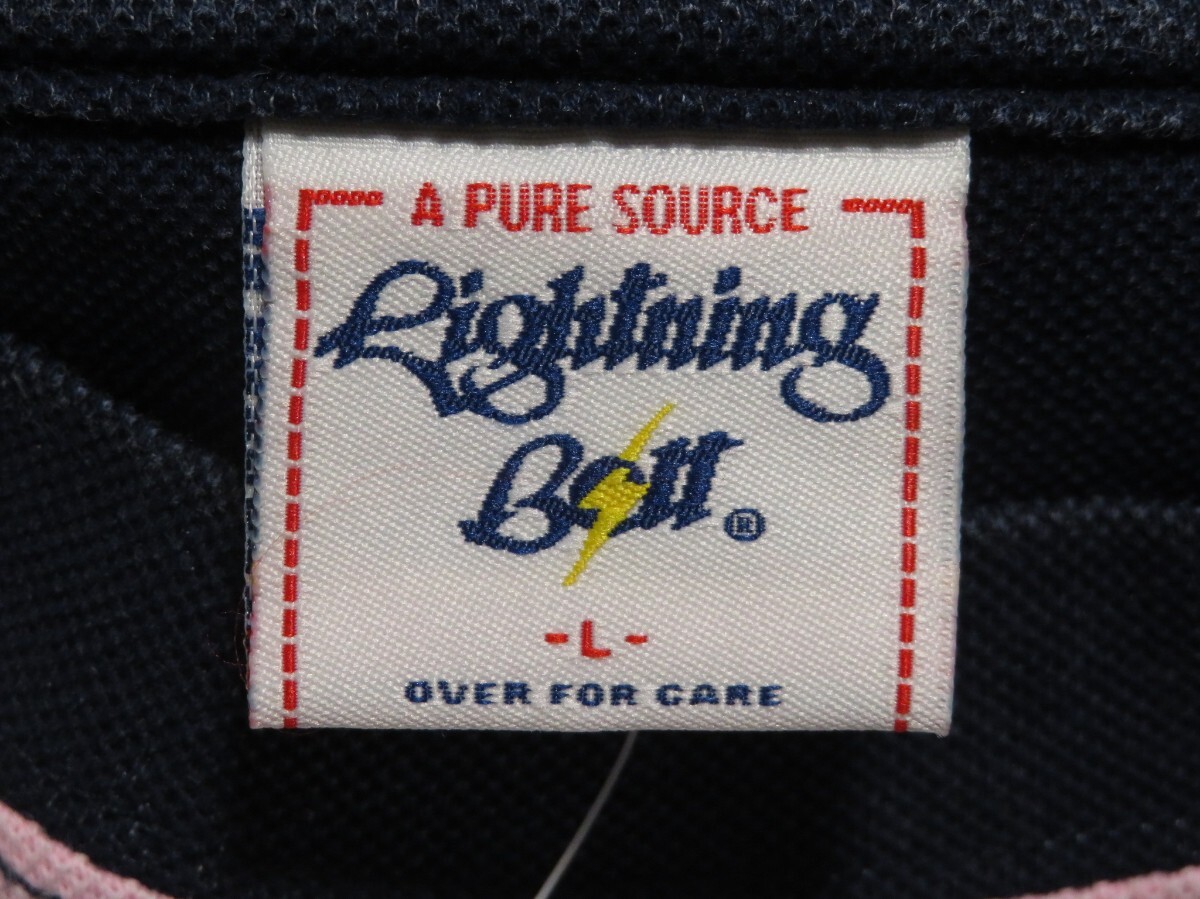 A PURE SOURCE
Lightning
Bolt ®
-L-
OVER FOR CARE